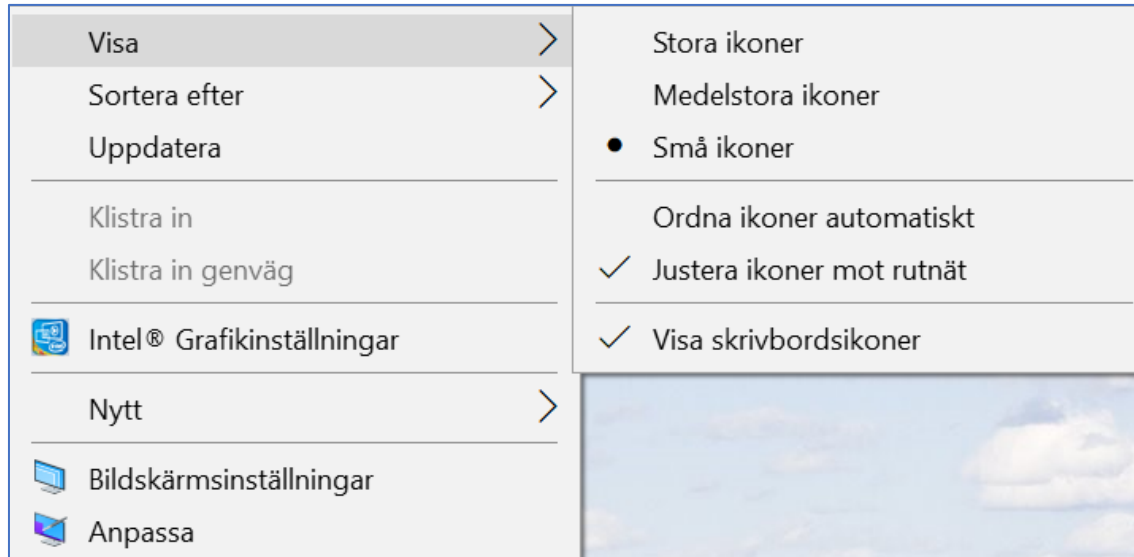 Visa
Sortera efter
Uppdatera
Klistra in
Klistra in genväg
Intel® Grafikinställningar
Nytt
Bildskärmsinställningar
Anpassa
Stora ikoner
Medelstora ikoner
Små ikoner
Ordna ikoner automatiskt
Justera ikoner mot rutnät
Visa skrivbordsikoner